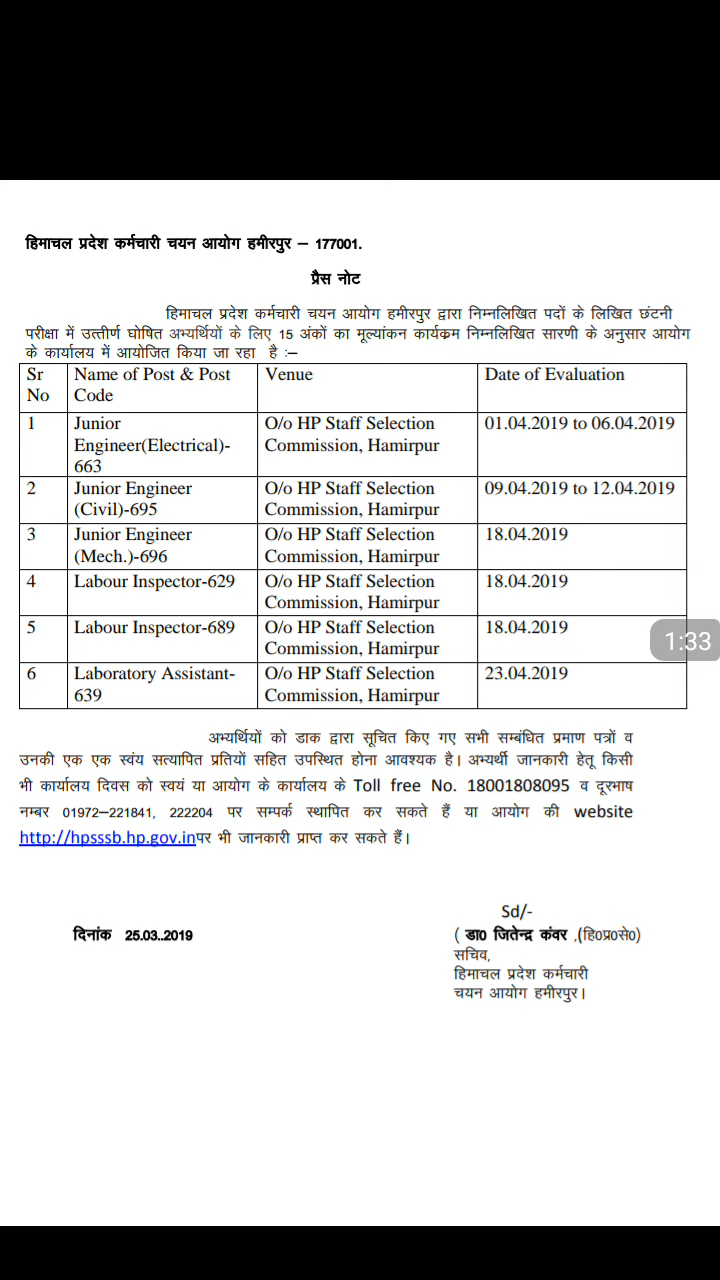 हिमाचल प्रदेश कर्मचारी चयन आयोग हमीरपुर – 177001.
प्रैस नोट
हिमाचल प्रदेश कर्मचारी चयन आयोग हमीरपुर द्वारा निम्नलिखित पदों के लिखित छंटनी
परीक्षा में उत्तीर्ण घोषित अभ्यर्थियों के लिए 15 अंकों का मूल्यांकन कार्यक्रम निम्नलिखित सारणी के अनुसार आयोग
के कार्यालय में आयोजित किया जा रहा है :–
Sr No | Name of Post & Post Code | Venue | Date of Evaluation
1 | Junior Engineer(Electrical)-663 | O/o HP Staff Selection Commission, Hamirpur | 01.04.2019 to 06.04.2019
2 | Junior Engineer (Civil)-695 | O/o HP Staff Selection Commission, Hamirpur | 09.04.2019 to 12.04.2019
3 | Junior Engineer (Mech.)-696 | O/o HP Staff Selection Commission, Hamirpur | 18.04.2019
4 | Labour Inspector-629 | O/o HP Staff Selection Commission, Hamirpur | 18.04.2019
5 | Labour Inspector-689 | O/o HP Staff Selection Commission, Hamirpur | 18.04.2019
1:33
6 | Laboratory Assistant-639 | O/o HP Staff Selection Commission, Hamirpur | 23.04.2019
अभ्यर्थियों को डाक द्वारा सूचित किए गए सभी सम्बंधित प्रमाण पत्रों व
उनकी एक एक स्वंय सत्यापित प्रतियों सहित उपस्थित होना आवश्यक है। अभ्यर्थी जानकारी हेतू किसी
भी कार्यालय दिवस को स्वयं या आयोग के कार्यालय के Toll free No. 18001808095 व दूरभाष
नम्बर 01972–221841, 222204 पर सम्पर्क स्थापित कर सकते हैं या आयोग की website
http://hpsssb.hp.gov.inपर भी जानकारी प्राप्त कर सकते हैं।
Sd/-
दिनांक 25.03..2019
( डा0 जितेन्द्र कंवर ,(हि0प्र0से0)
सचिव,
हिमाचल प्रदेश कर्मचारी
चयन आयोग हमीरपुर।